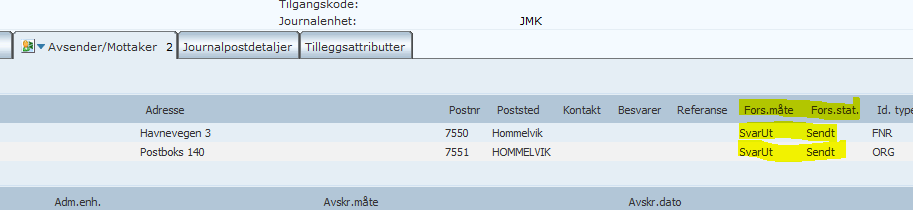 Tilgangskode:
Journalenhet: JMK
Avsender/Mottaker 2 Journalpostdetaljer Tilleggsattributter
Adresse Postnr Poststed Kontakt Besvarer Referanse Fors.måte Fors.stat. Id. type
Havnevegen 3 7550 Hommelvik SvarUt Sendt FNR
Postboks 140 7551 HOMMELVIK SvarUt Sendt ORG
Adm.enh. Avskr.måte Avskr.dato